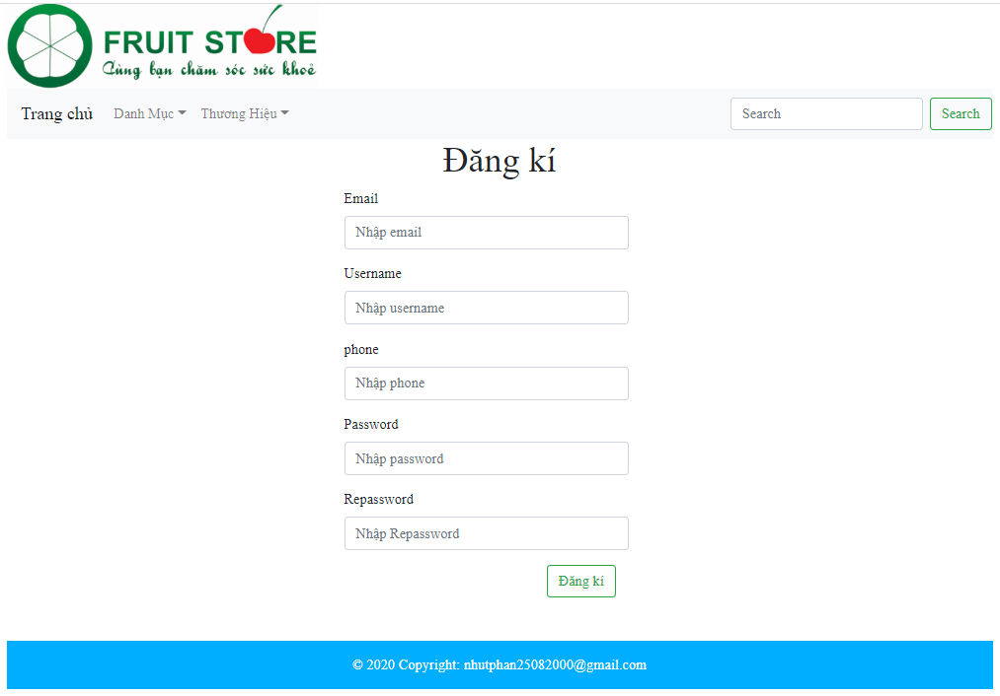 FRUIT STORE
Cùng bạn chăm sóc sức khoẻ
Trang chủ Danh Mục Thương Hiệu Search Search
Đăng kí
Email
Nhập email
Username
Nhập username
phone
Nhập phone
Password
Nhập password
Repassword
Nhập Repassword
Đăng kí
© 2020 Copyright: nhutphan25082000@gmail.com